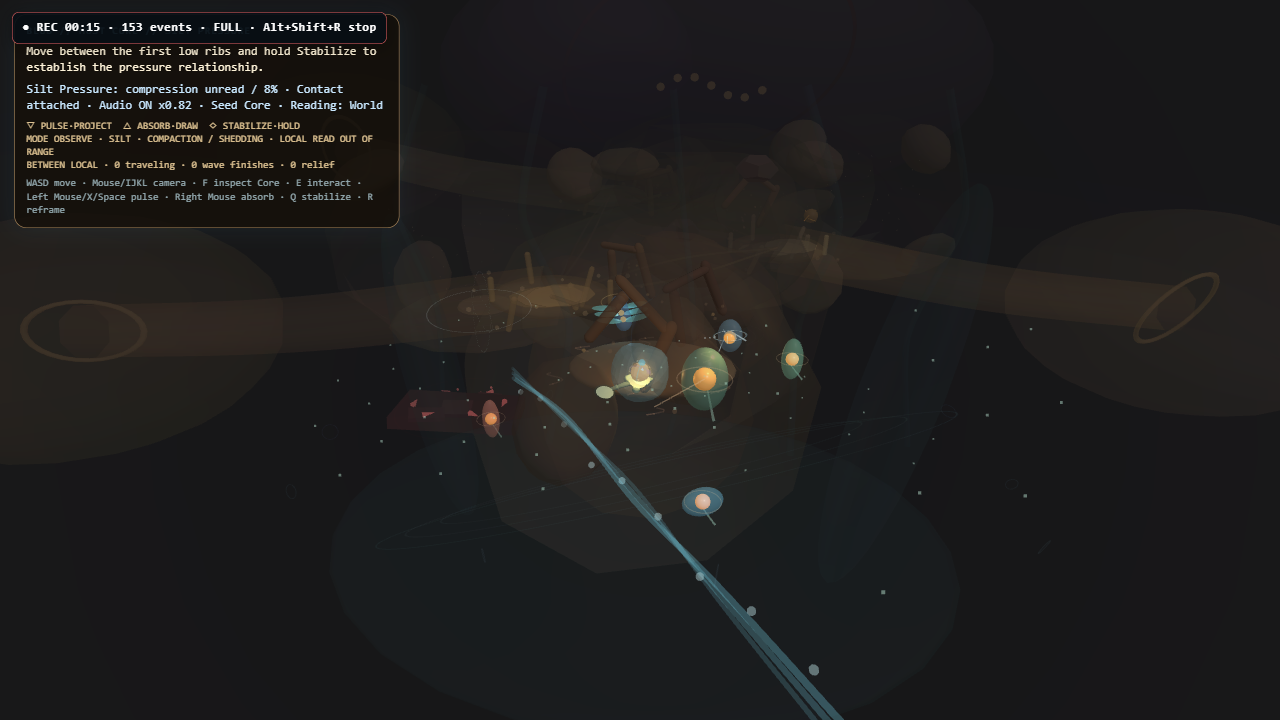 ● REC 00:15 · 153 events · FULL · Alt+Shift+R stop
Move between the first low ribs and hold Stabilize to
establish the pressure relationship.
Silt Pressure: compression unread / 8% · Contact
attached · Audio ON x0.82 · Seed Core · Reading: World
▽ PULSE·PROJECT △ ABSORB·DRAW ◇ STABILIZE·HOLD
MODE OBSERVE · SILT · COMPACTION / SHEDDING · LOCAL READ OUT OF
RANGE
BETWEEN LOCAL · 0 traveling · 0 wave finishes · 0 relief
WASD move · Mouse/IJKL camera · F inspect Core · E interact ·
Left Mouse/X/Space pulse · Right Mouse absorb · Q stabilize · R
reframe